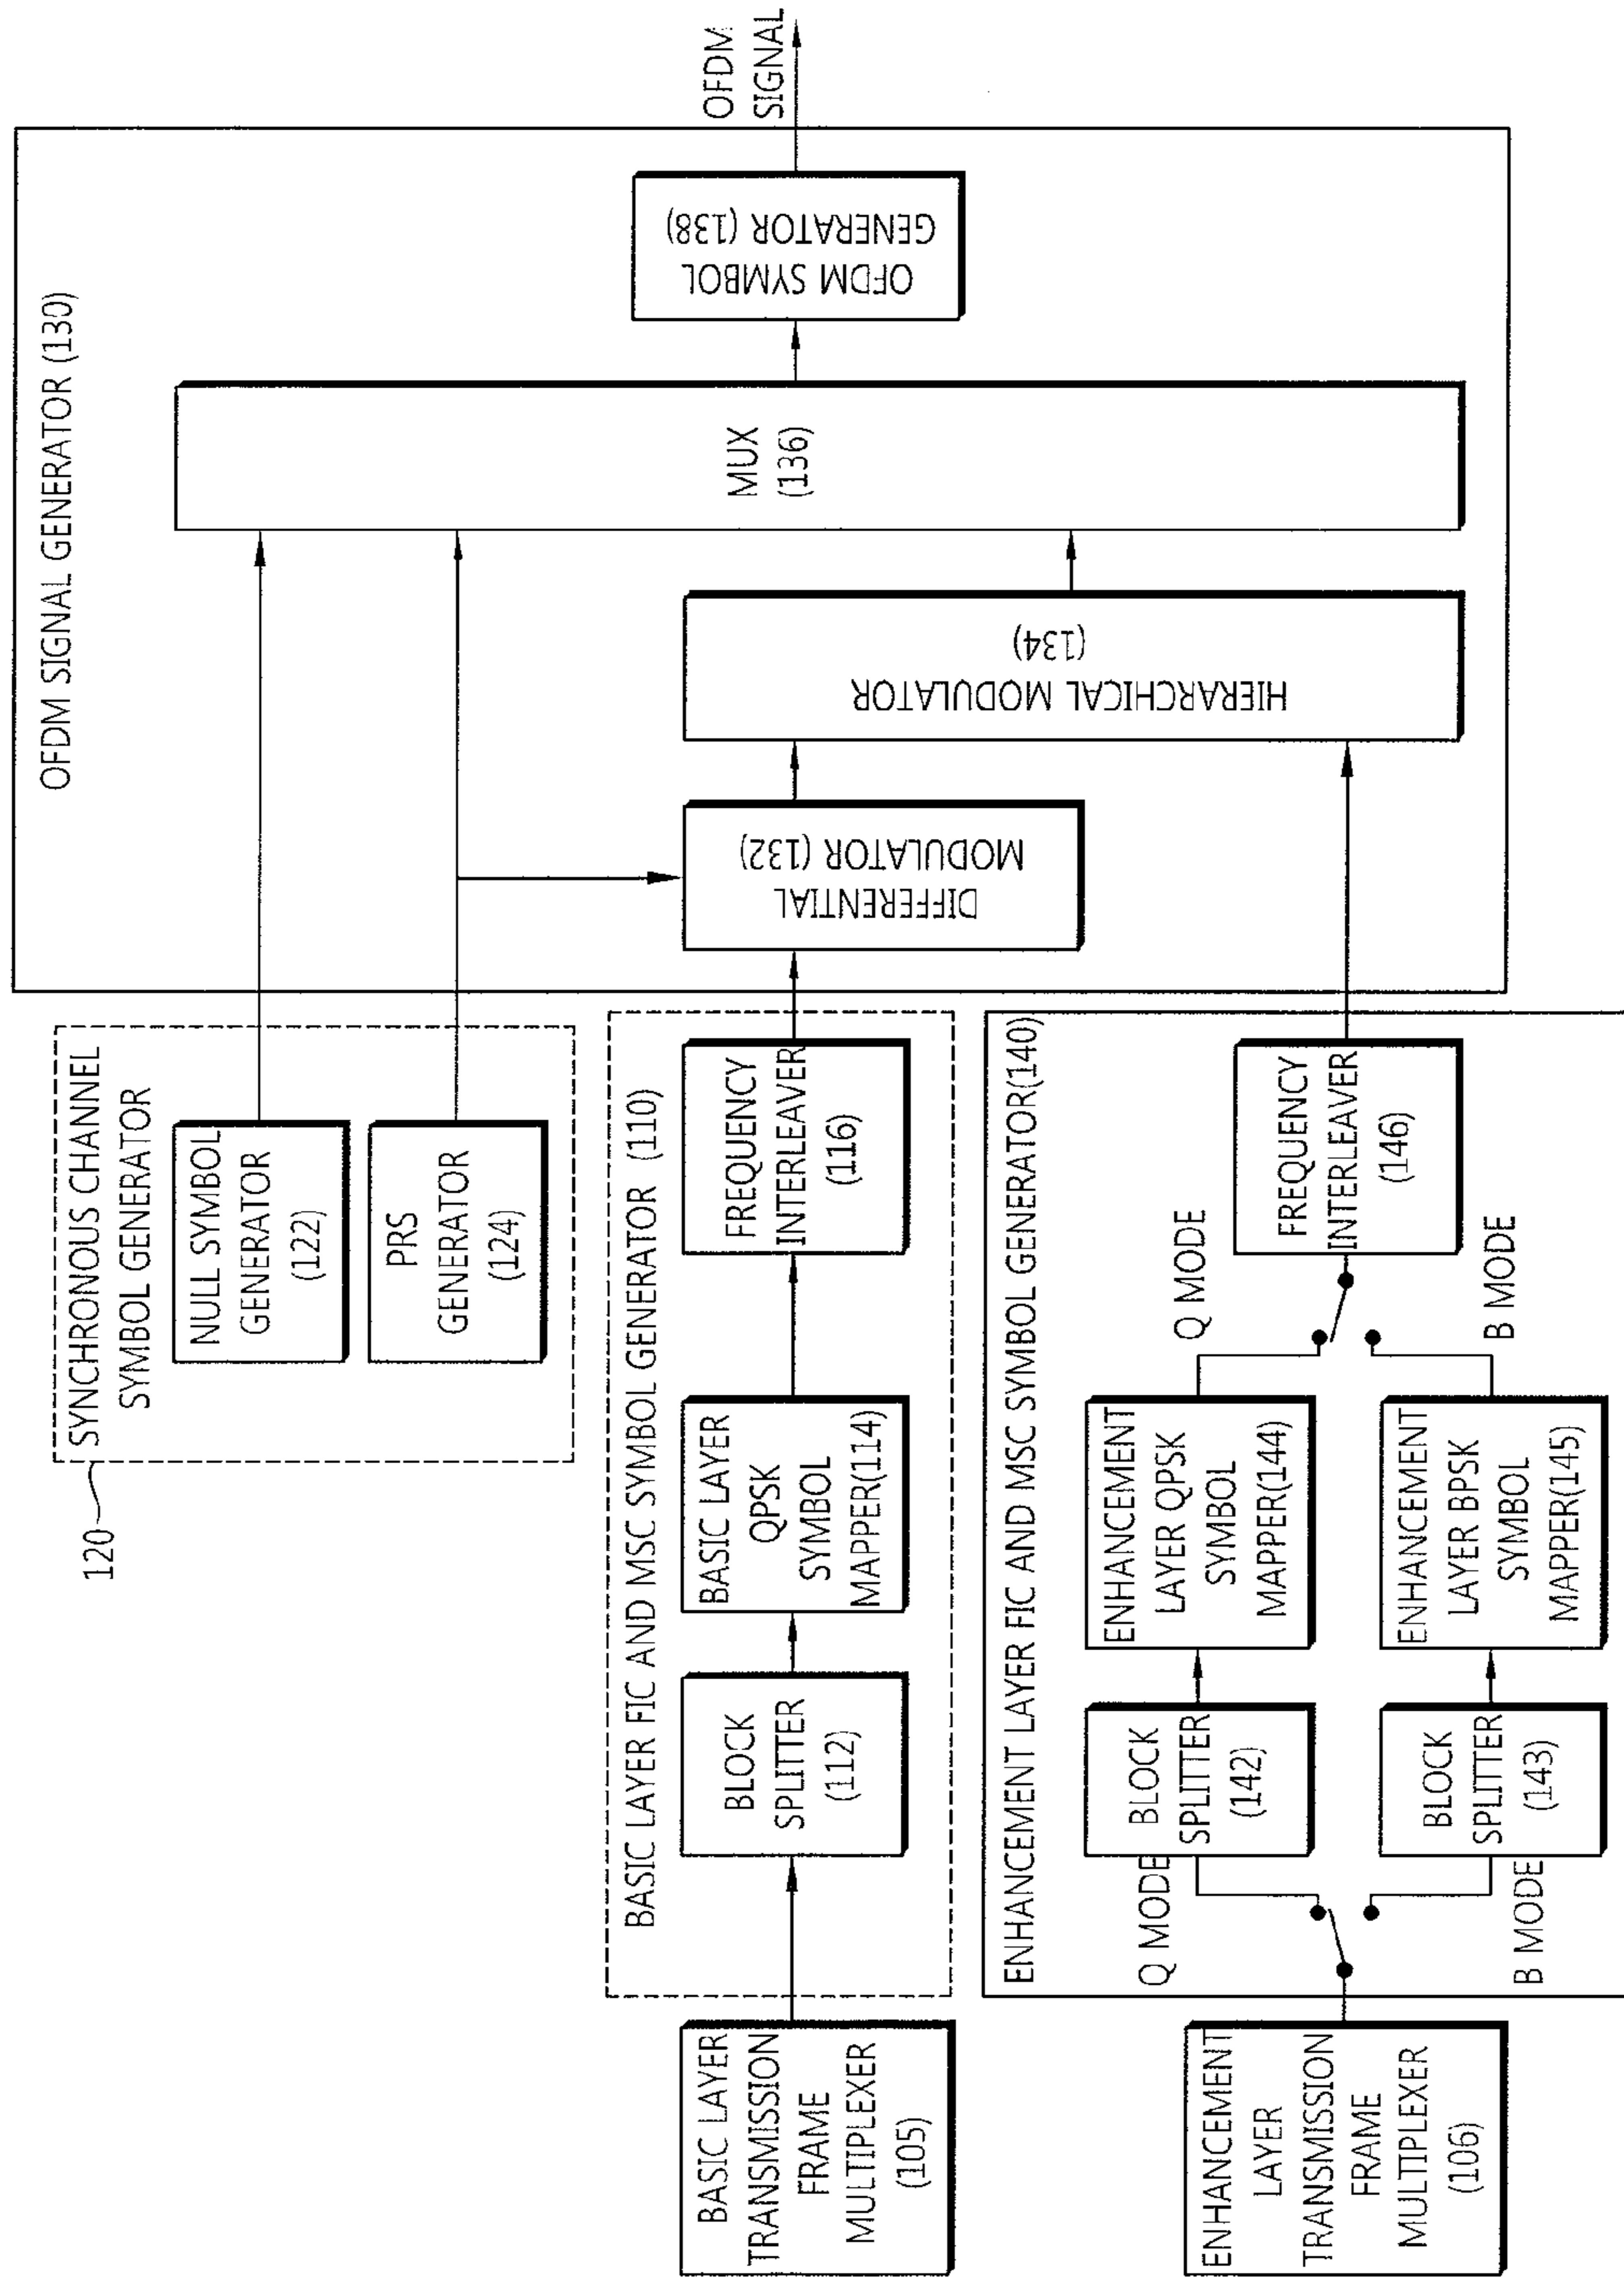 OFDM SIGNAL GENERATOR (130)
OFDM
SIGNAL
120
SYNCHRONOUS CHANNEL
SYMBOL GENERATOR
NULL SYMBOL
GENERATOR
(122)
PRS
GENERATOR
(124)
MUX
(136)
OFDM SYMBOL
GENERATOR (138)
BASIC LAYER
TRANSMISSION
FRAME
MULTIPLEXER
(105)
BASIC LAYER FIC AND MSC SYMBOL GENERATOR (110)
BLOCK
SPLITTER
(112)
BASIC LAYER
QPSK
SYMBOL
MAPPER(114)
FREQUENCY
INTERLEAVER
(116)
DIFFERENTIAL
MODULATOR (132)
HIERARCHICAL MODULATOR
(134)
ENHANCEMENT
LAYER
TRANSMISSION
FRAME
MULTIPLEXER
(106)
ENHANCEMENT LAYER FIC AND MSC SYMBOL GENERATOR(140)
Q MODE
BLOCK
SPLITTER
(142)
ENHANCEMENT
LAYER QPSK
SYMBOL
MAPPER(144)
Q MODE
FREQUENCY
INTERLEAVER
(146)
B MODE
BLOCK
SPLITTER
(143)
ENHANCEMENT
LAYER BPSK
SYMBOL
MAPPER(145)
B MODE